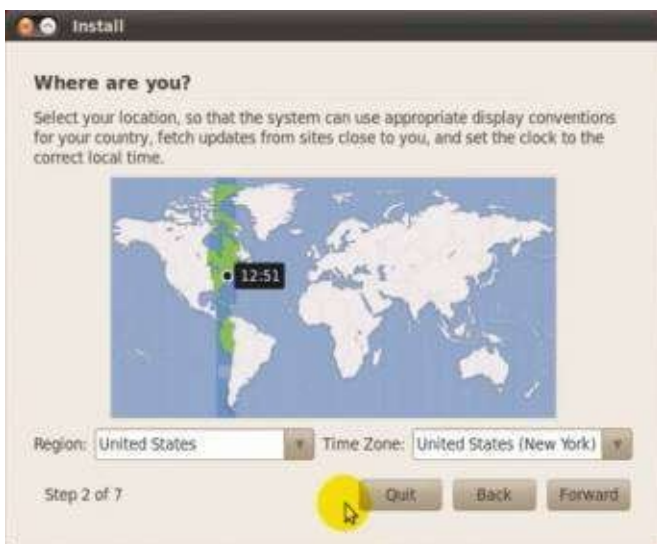 Install
Where are you?
Select your location, so that the system can use appropriate display conventions
for your country, fetch updates from sites close to you, and set the clock to the
correct local time.
12:51
Region: United States Time Zone: United States (New York)
Step 2 of 7 Quit Back Forward